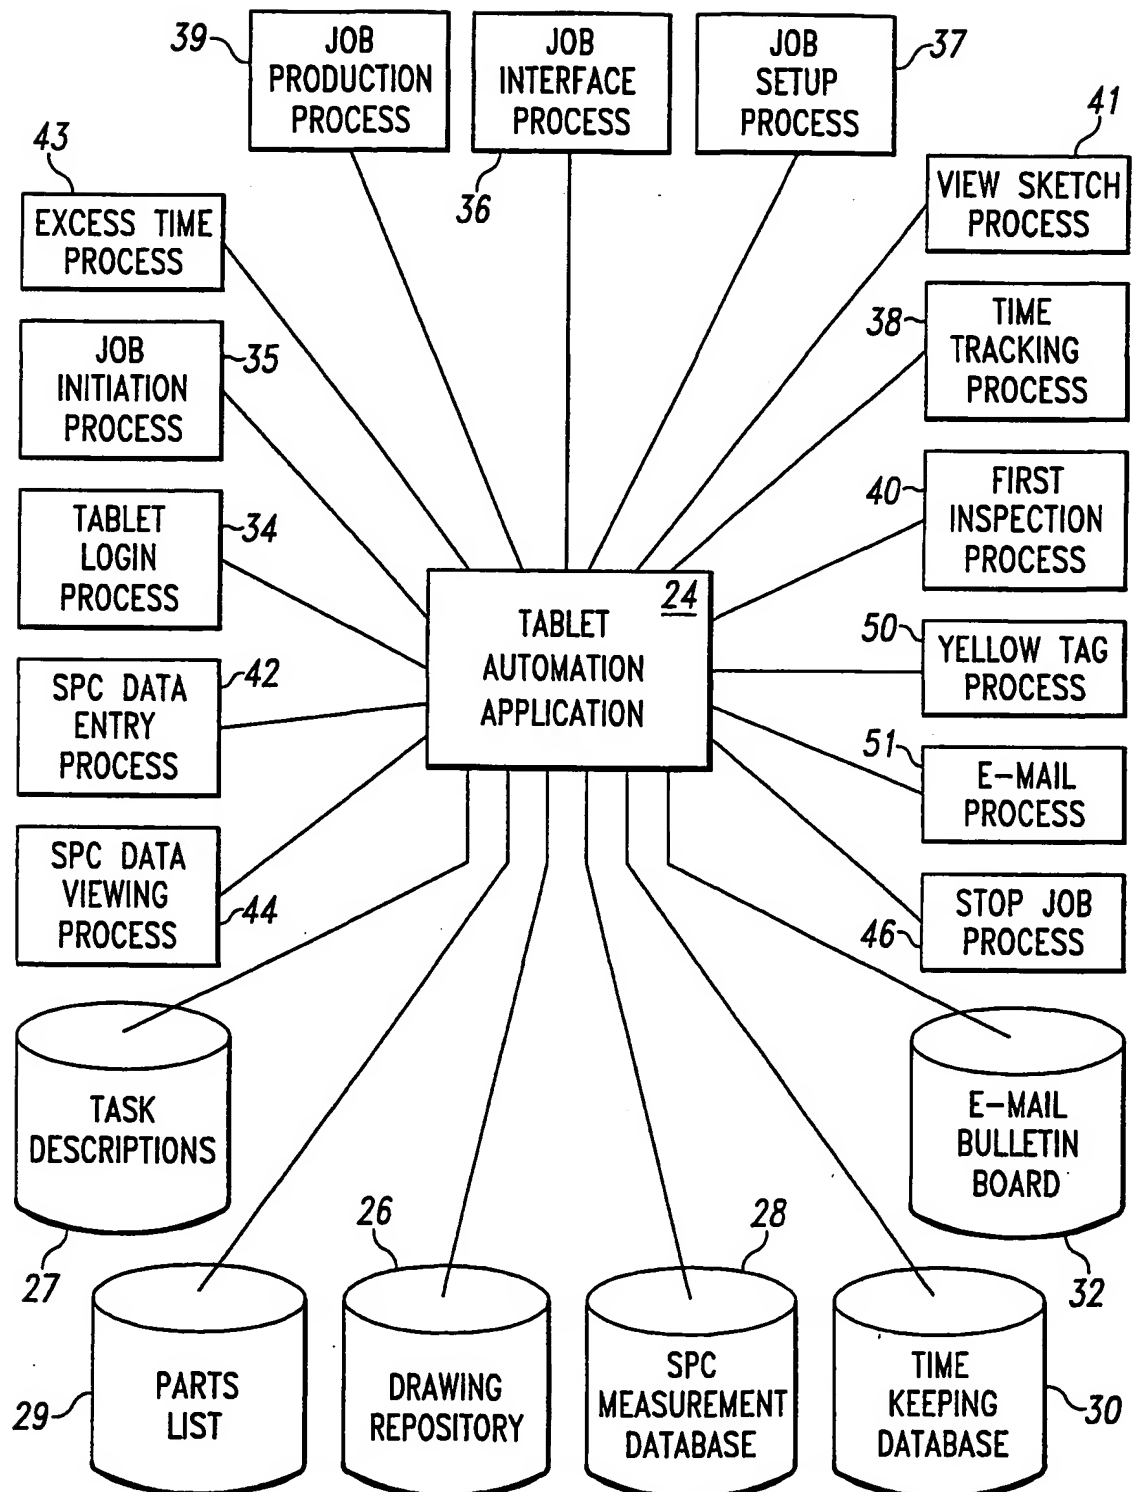 39
JOB
PRODUCTION
PROCESS
JOB
INTERFACE
PROCESS
36
JOB
SETUP
PROCESS
37
41
VIEW SKETCH
PROCESS
43
EXCESS TIME
PROCESS
38
TIME
TRACKING
PROCESS
JOB
INITIATION
PROCESS
35
40
FIRST
INSPECTION
PROCESS
TABLET
LOGIN
PROCESS
34
24
TABLET
AUTOMATION
APPLICATION
50
YELLOW TAG
PROCESS
SPC DATA
ENTRY
PROCESS
42
51
E-MAIL
PROCESS
SPC DATA
VIEWING
PROCESS
44
STOP JOB
PROCESS
46
TASK
DESCRIPTIONS
27
E-MAIL
BULLETIN
BOARD
32
PARTS
LIST
29
26
DRAWING
REPOSITORY
28
SPC
MEASUREMENT
DATABASE
TIME
KEEPING
DATABASE
30